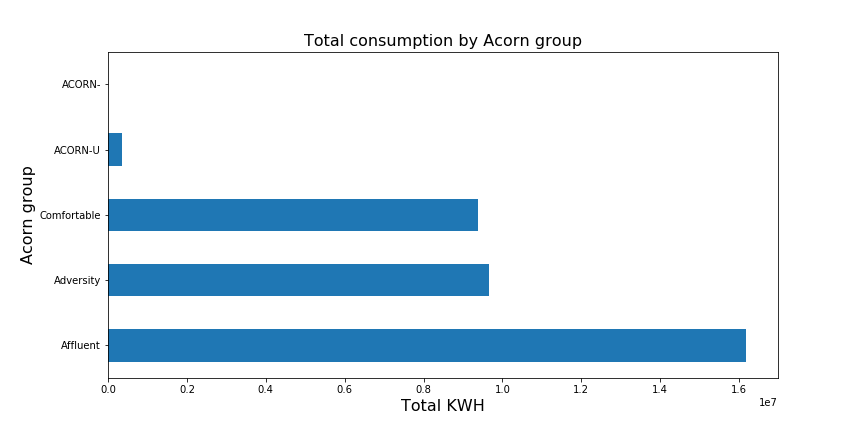 Total consumption by Acorn group
ACORN-
ACORN-U
Comfortable
Adversity
Affluent
Acorn group
0.0 0.2 0.4 0.6 0.8 1.0 1.2 1.4 1.6
1e7
Total KWH